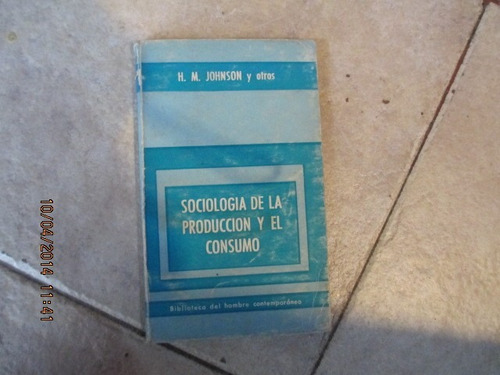 H. M. JOHNSON y otros
SOCIOLOGIA DE LA
PRODUCCION Y EL
CONSUMO
Biblioteca del hombre contemporáneo
10/04/2014 11:41